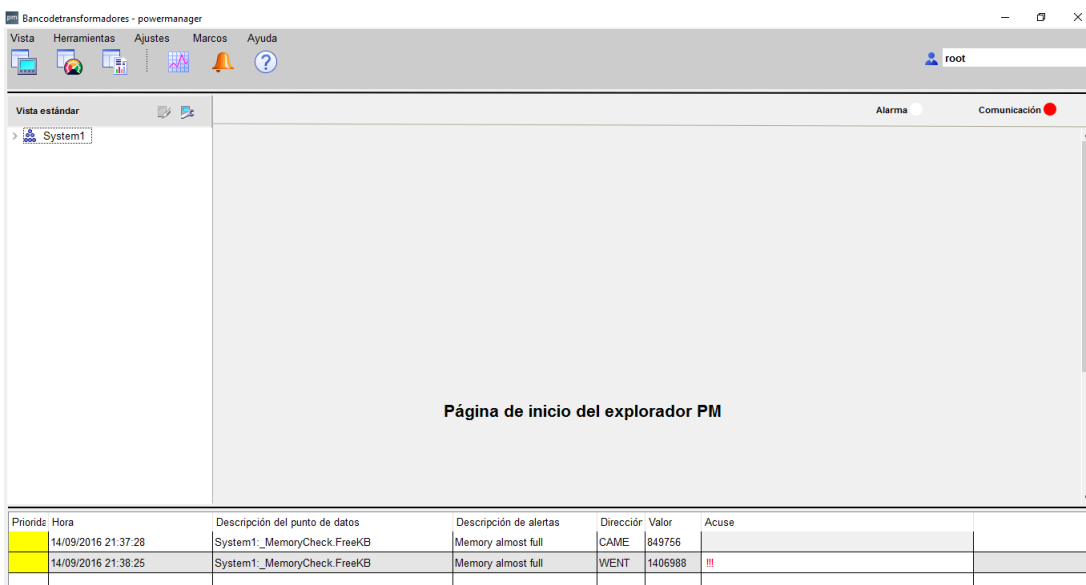 pm Bancodetransformadores - powermanager
Vista Herramientas Ajustes Marcos Ayuda
root
Vista estándar
Alarma Comunicación
System1
Página de inicio del explorador PM
Priorida Hora Descripción del punto de datos Descripción de alertas Dirección Valor Acuse
14/09/2016 21:37:28 System1:_MemoryCheck.FreeKB Memory almost full CAME 849756
14/09/2016 21:38:25 System1:_MemoryCheck.FreeKB Memory almost full WENT 1406988 !!!